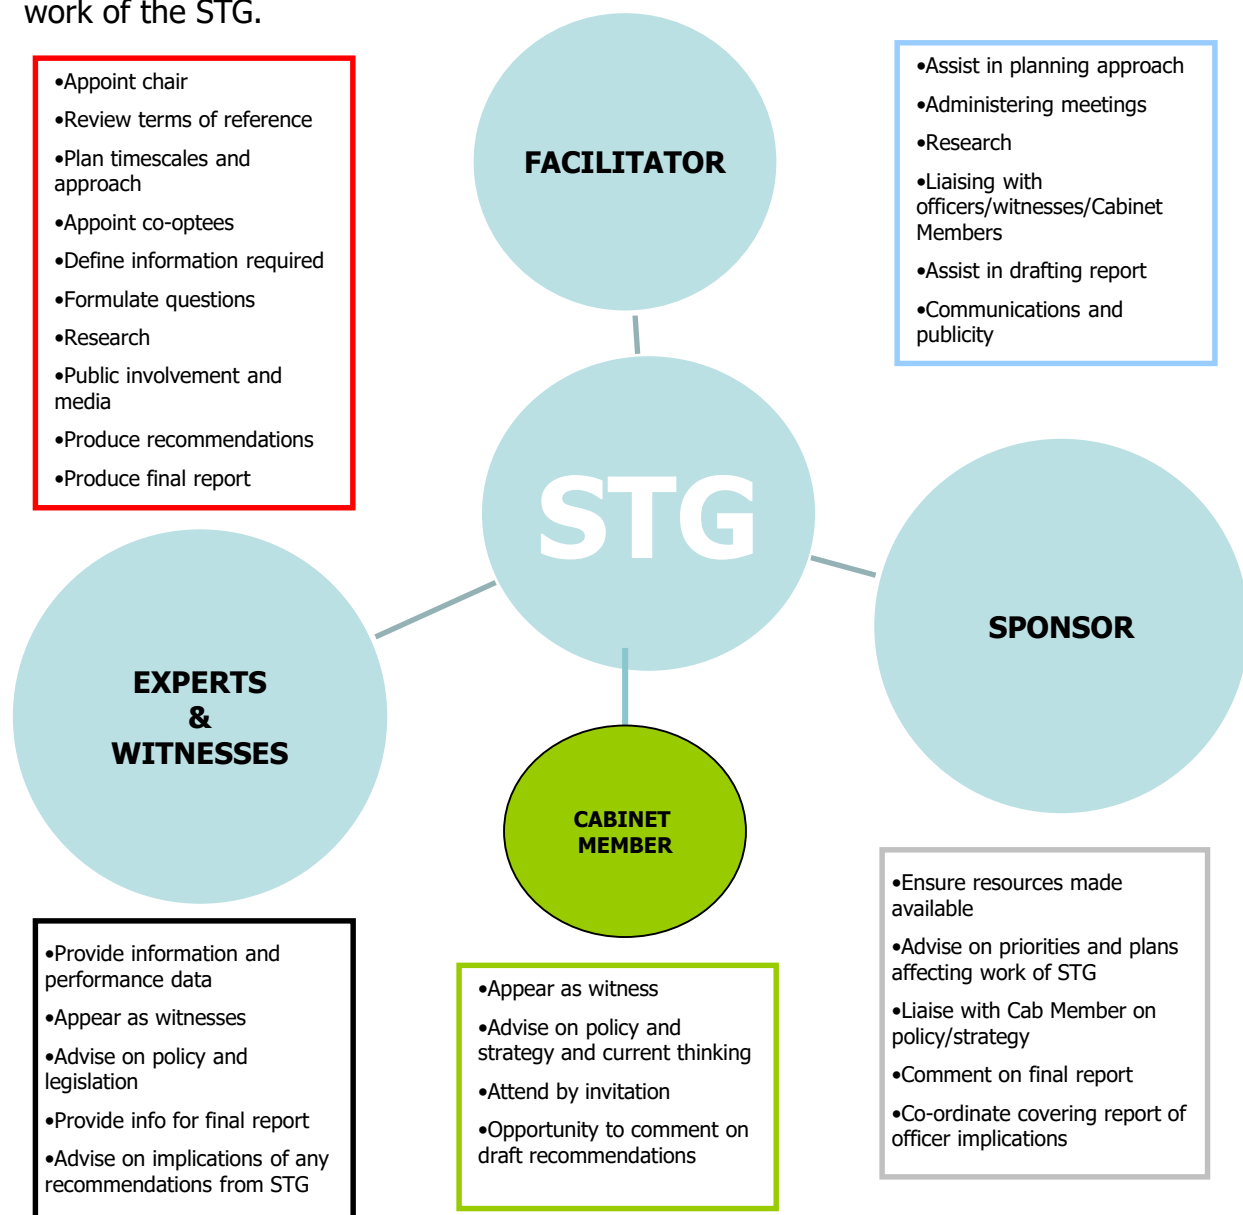 work of the STG.
•Appoint chair
•Review terms of reference
•Plan timescales and
approach
•Appoint co-optees
•Define information required
•Formulate questions
•Research
•Public involvement and
media
•Produce recommendations
•Produce final report
FACILITATOR
•Assist in planning approach
•Administering meetings
•Research
•Liaising with
officers/witnesses/Cabinet
Members
•Assist in drafting report
•Communications and
publicity
STG
SPONSOR
EXPERTS
&
WITNESSES
CABINET
MEMBER
•Provide information and
performance data
•Appear as witnesses
•Advise on policy and
legislation
•Provide info for final report
•Advise on implications of any
recommendations from STG
•Appear as witness
•Advise on policy and
strategy and current thinking
•Attend by invitation
•Opportunity to comment on
draft recommendations
•Ensure resources made
available
•Advise on priorities and plans
affecting work of STG
•Liaise with Cab Member on
policy/strategy
•Comment on final report
•Co-ordinate covering report of
officer implications